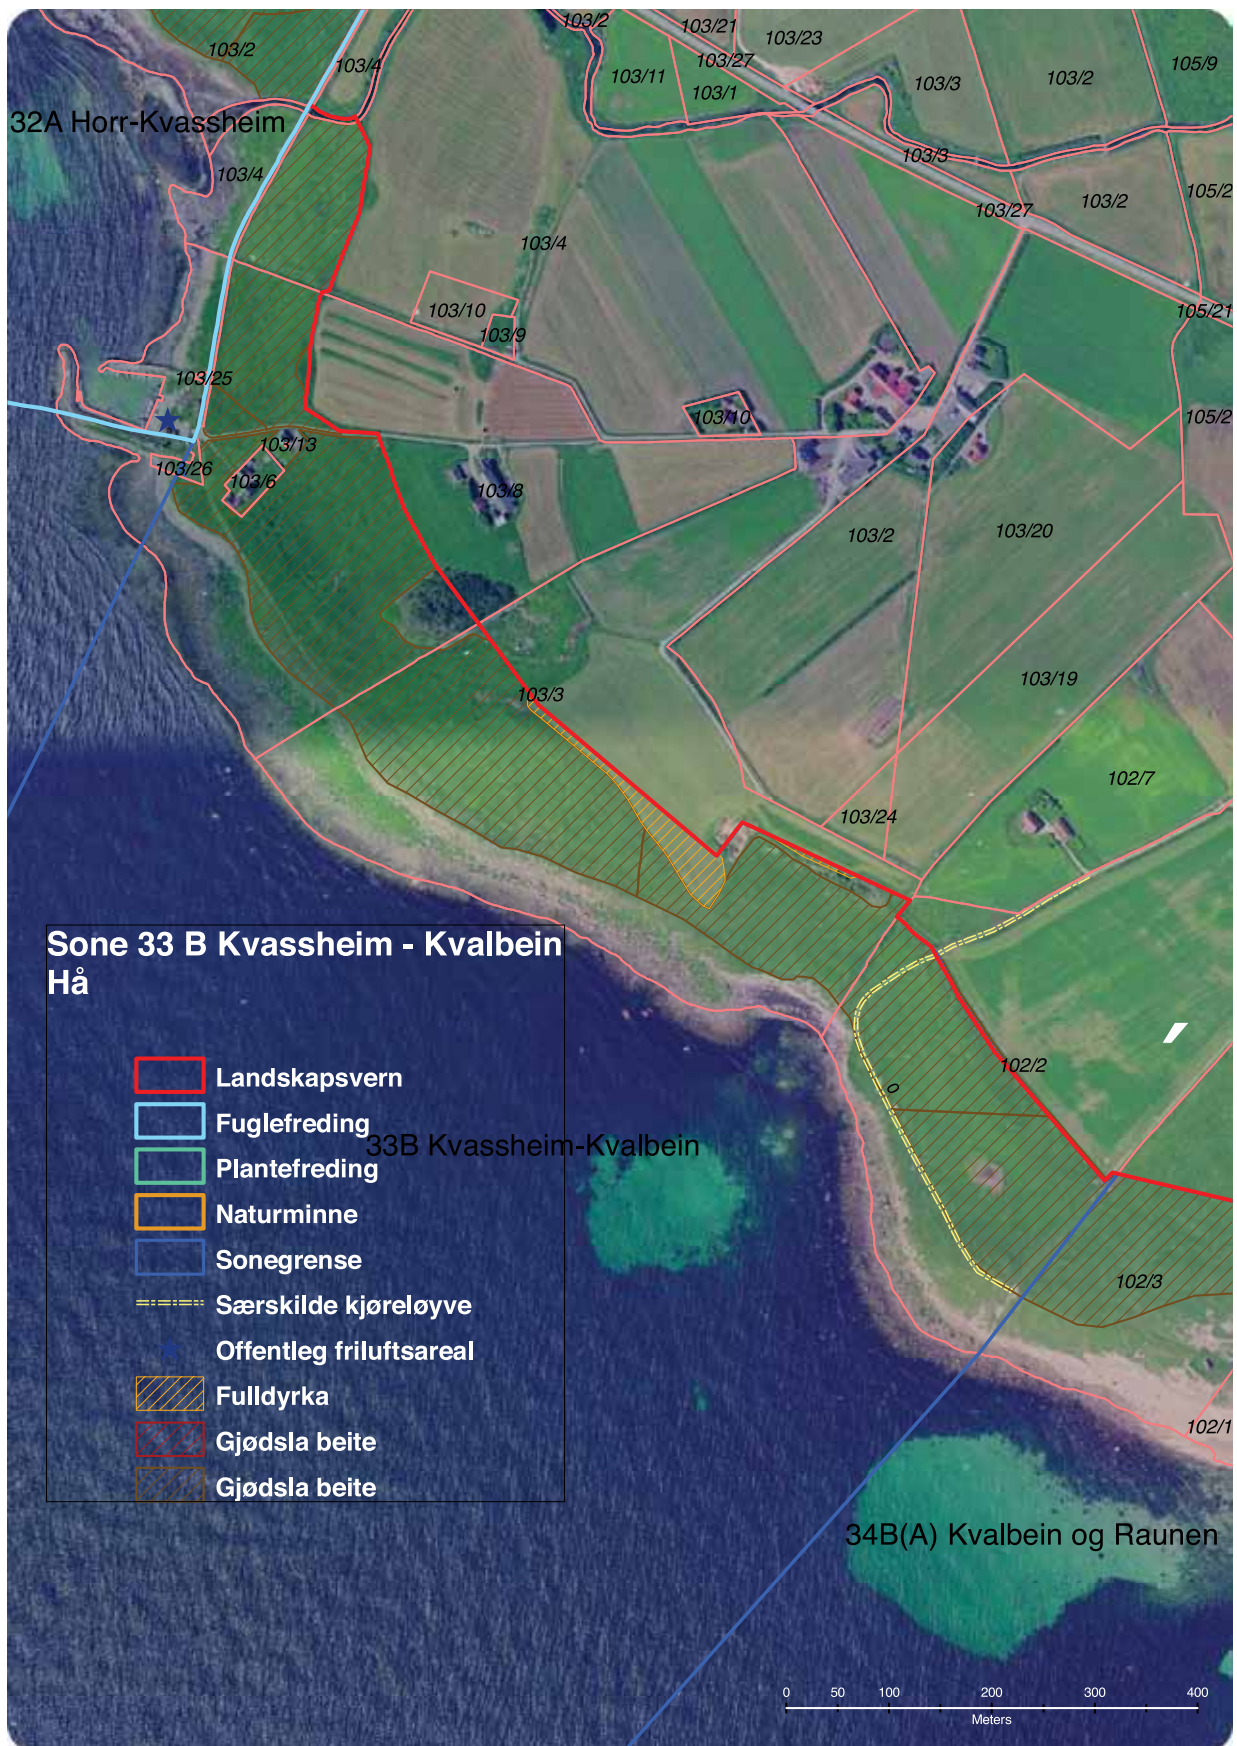 103/2
103/21
103/23
103/2
103/4
103/27
103/11
103/1
103/3
103/2
105/9
32A Horr-Kvassheim
103/4
103/3
105/2
103/27
103/2
103/4
103/10
103/9
105/21
103/25
103/10
105/2
103/13
103/26
103/6
103/8
103/2
103/20
103/3
103/19
102/7
103/24
Sone 33 B Kvassheim - Kvalbein
Hå
102/2
0
Landskapsvern
Fuglefreding
33B Kvassheim-Kvalbein
Plantefreding
Naturminne
Sonegrense
Særskilde kjøreløyve
102/3
Offentleg friluftsareal
Fulldyrka
Gjødsla beite
102/1
Gjødsla beite
34B(A) Kvalbein og Raunen
0 50 100 200 300 400
Meters